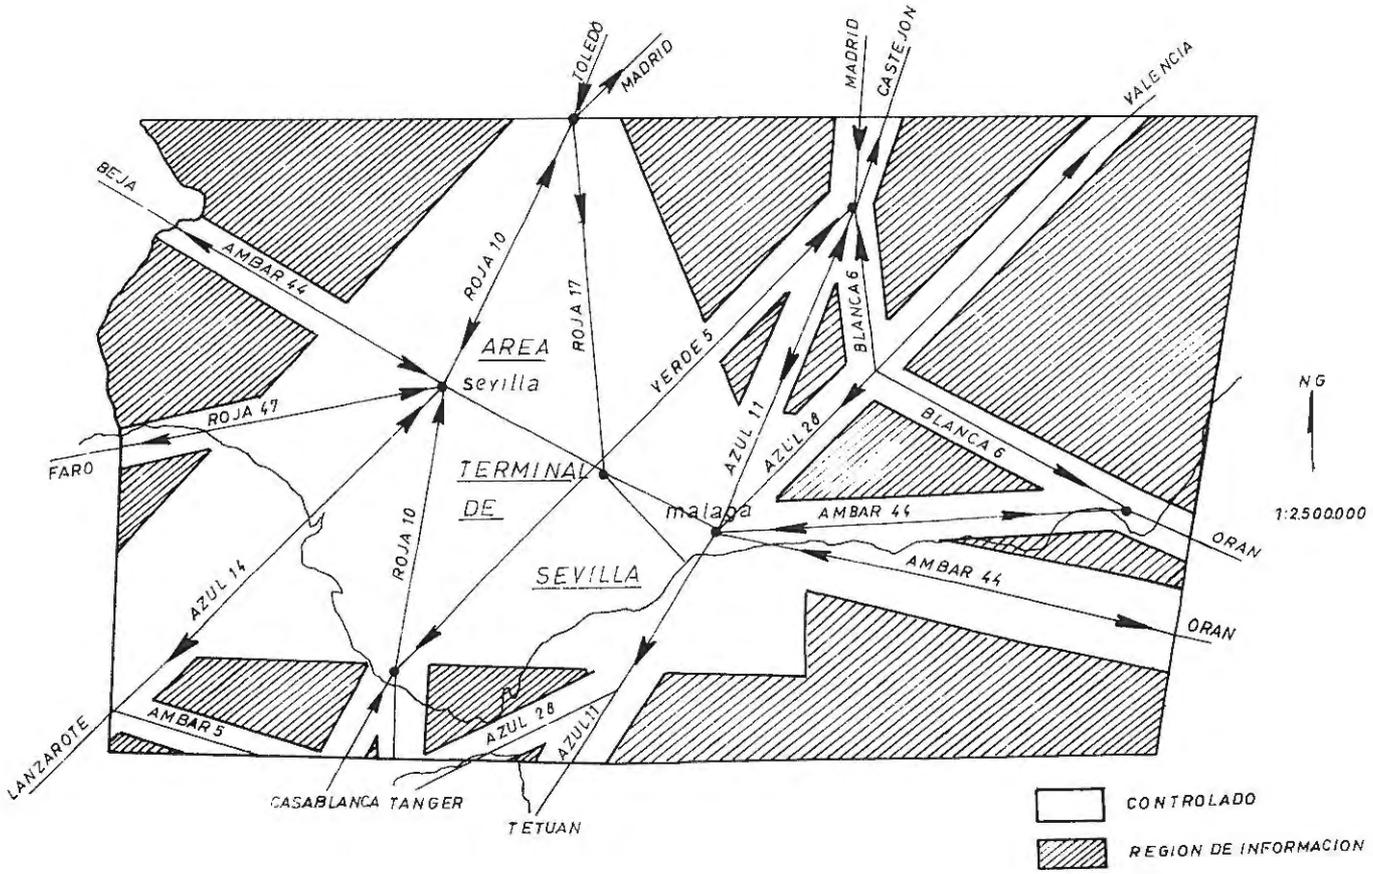 TOLEDO
MADRID
MADRID
CASTEJON
VALENCIA
BEJA
AMBAR 44
ROJA 10
ROJA 17
BLANCA 6
VERDE 5
AREA
sevilla
ROJA 47
FARO
AZUL 11
AZUL 28
BLANCA 6
NG
TERMINAL
DE
malaga
AMBAR 44
1:2.500.000
ORAN
ROJA 10
AMBAR 44
SEVILLA
AZUL 14
ORAN
AMBAR 5
AZUL 28
AZUL 11
LANZAROTE
CASABLANCA
TANGER
TETUAN
CONTROLADO
REGION DE INFORMACION